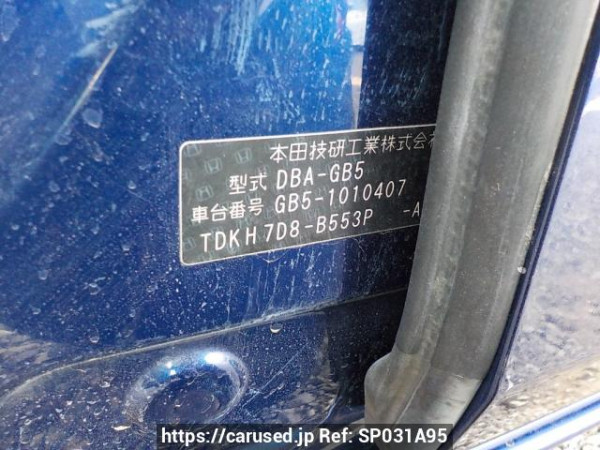 本田技研工業株式会
型式 DBA-GB5
車台番号 GB5-1010407
TDKH7D8-B553P -A
https://carused.jp Ref: SP031A95